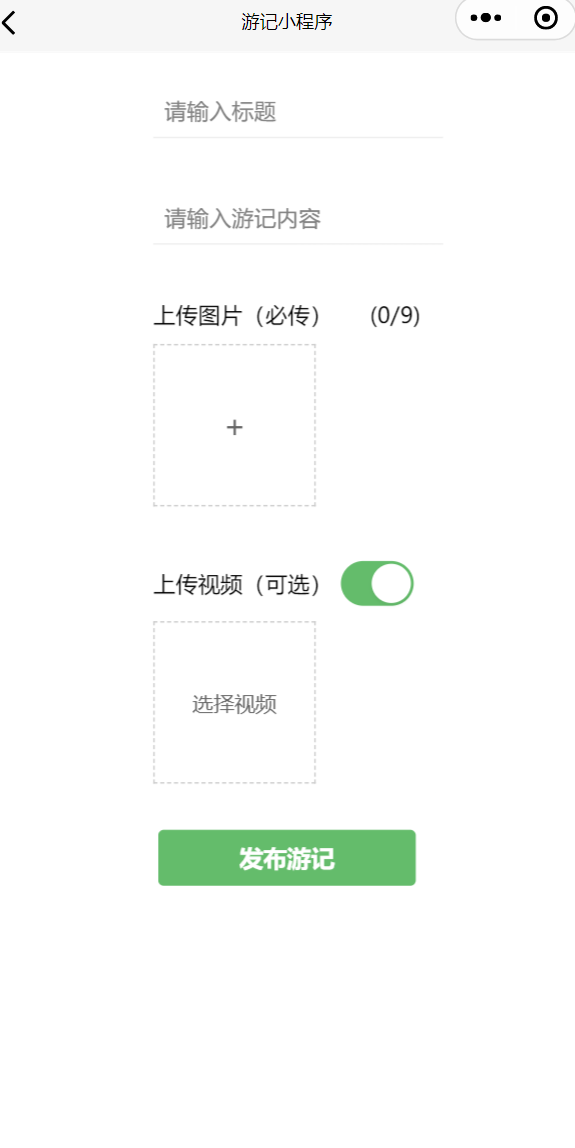 游记小程序
请输入标题
请输入游记内容
上传图片（必传） (0/9)
+
上传视频（可选）
选择视频
发布游记